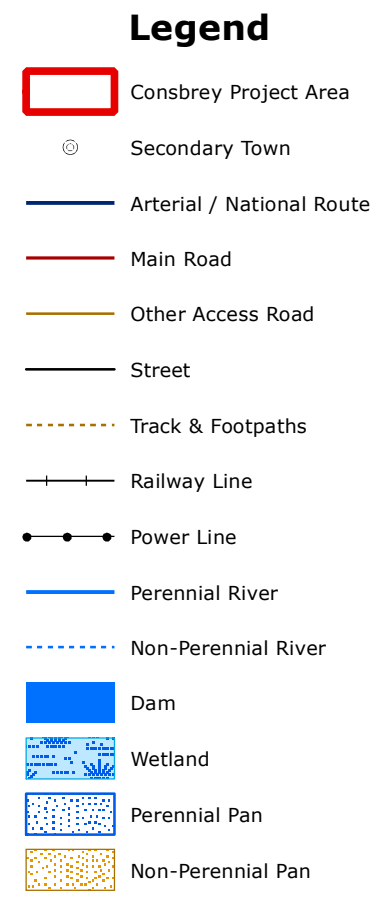 Legend
Consbrey Project Area
Secondary Town
Arterial / National Route
Main Road
Other Access Road
Street
Track & Footpaths
Railway Line
Power Line
Perennial River
Non-Perennial River
Dam
Wetland
Perennial Pan
Non-Perennial Pan